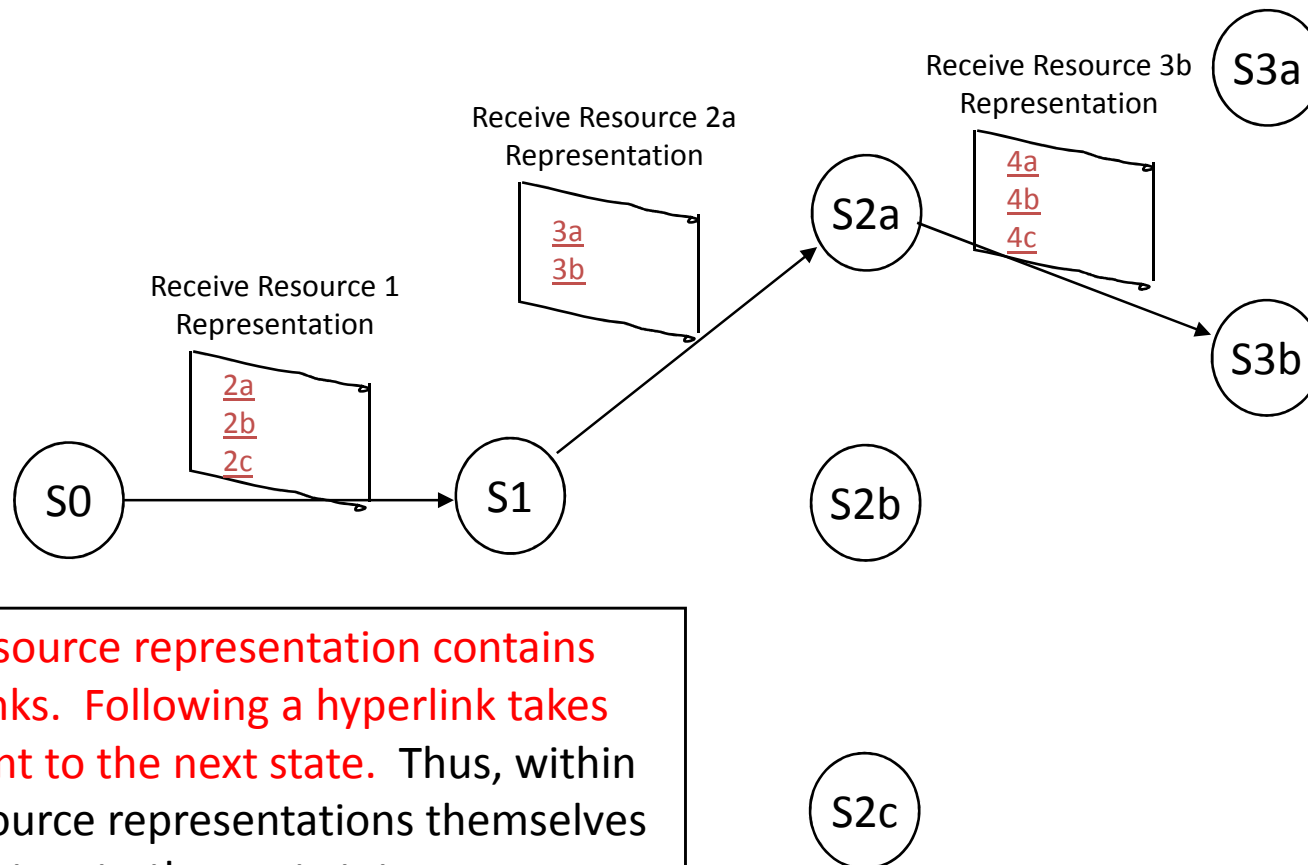 Receive Resource 3b
Representation
S3a
Receive Resource 2a
Representation
4a
4b
4c
S2a
3a
3b
Receive Resource 1
Representation
S3b
2a
2b
2c
S0
S1
S2b
source representation contains
nks. Following a hyperlink takes
nt to the next state. Thus, within
ource representations themselves
S2c